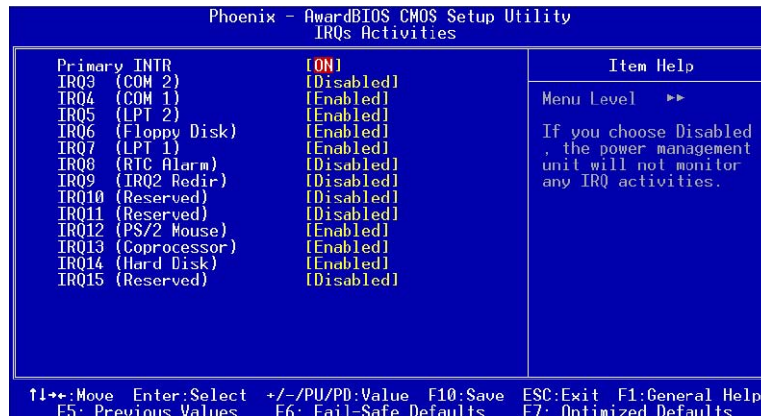 Phoenix - AwardBIOS CMOS Setup Utility
IRQs Activities
Primary INTR [ON]
IRQ3 (COM 2) [Disabled]
IRQ4 (COM 1) [Enabled]
IRQ5 (LPT 2) [Enabled]
IRQ6 (Floppy Disk) [Enabled]
IRQ7 (LPT 1) [Enabled]
IRQ8 (RTC Alarm) [Disabled]
IRQ9 (IRQ2 Redir) [Disabled]
IRQ10 (Reserved) [Disabled]
IRQ11 (Reserved) [Disabled]
IRQ12 (PS/2 Mouse) [Enabled]
IRQ13 (Coprocessor) [Enabled]
IRQ14 (Hard Disk) [Enabled]
IRQ15 (Reserved) [Disabled]
Item Help
Menu Level ▸▸
If you choose Disabled
, the power management
unit will not monitor
any IRQ activities.
↑↓→←:Move Enter:Select +/-/PU/PD:Value F10:Save ESC:Exit F1:General Help
F5: Previous Values F6: Fail-Safe Defaults F7: Optimized Defaults